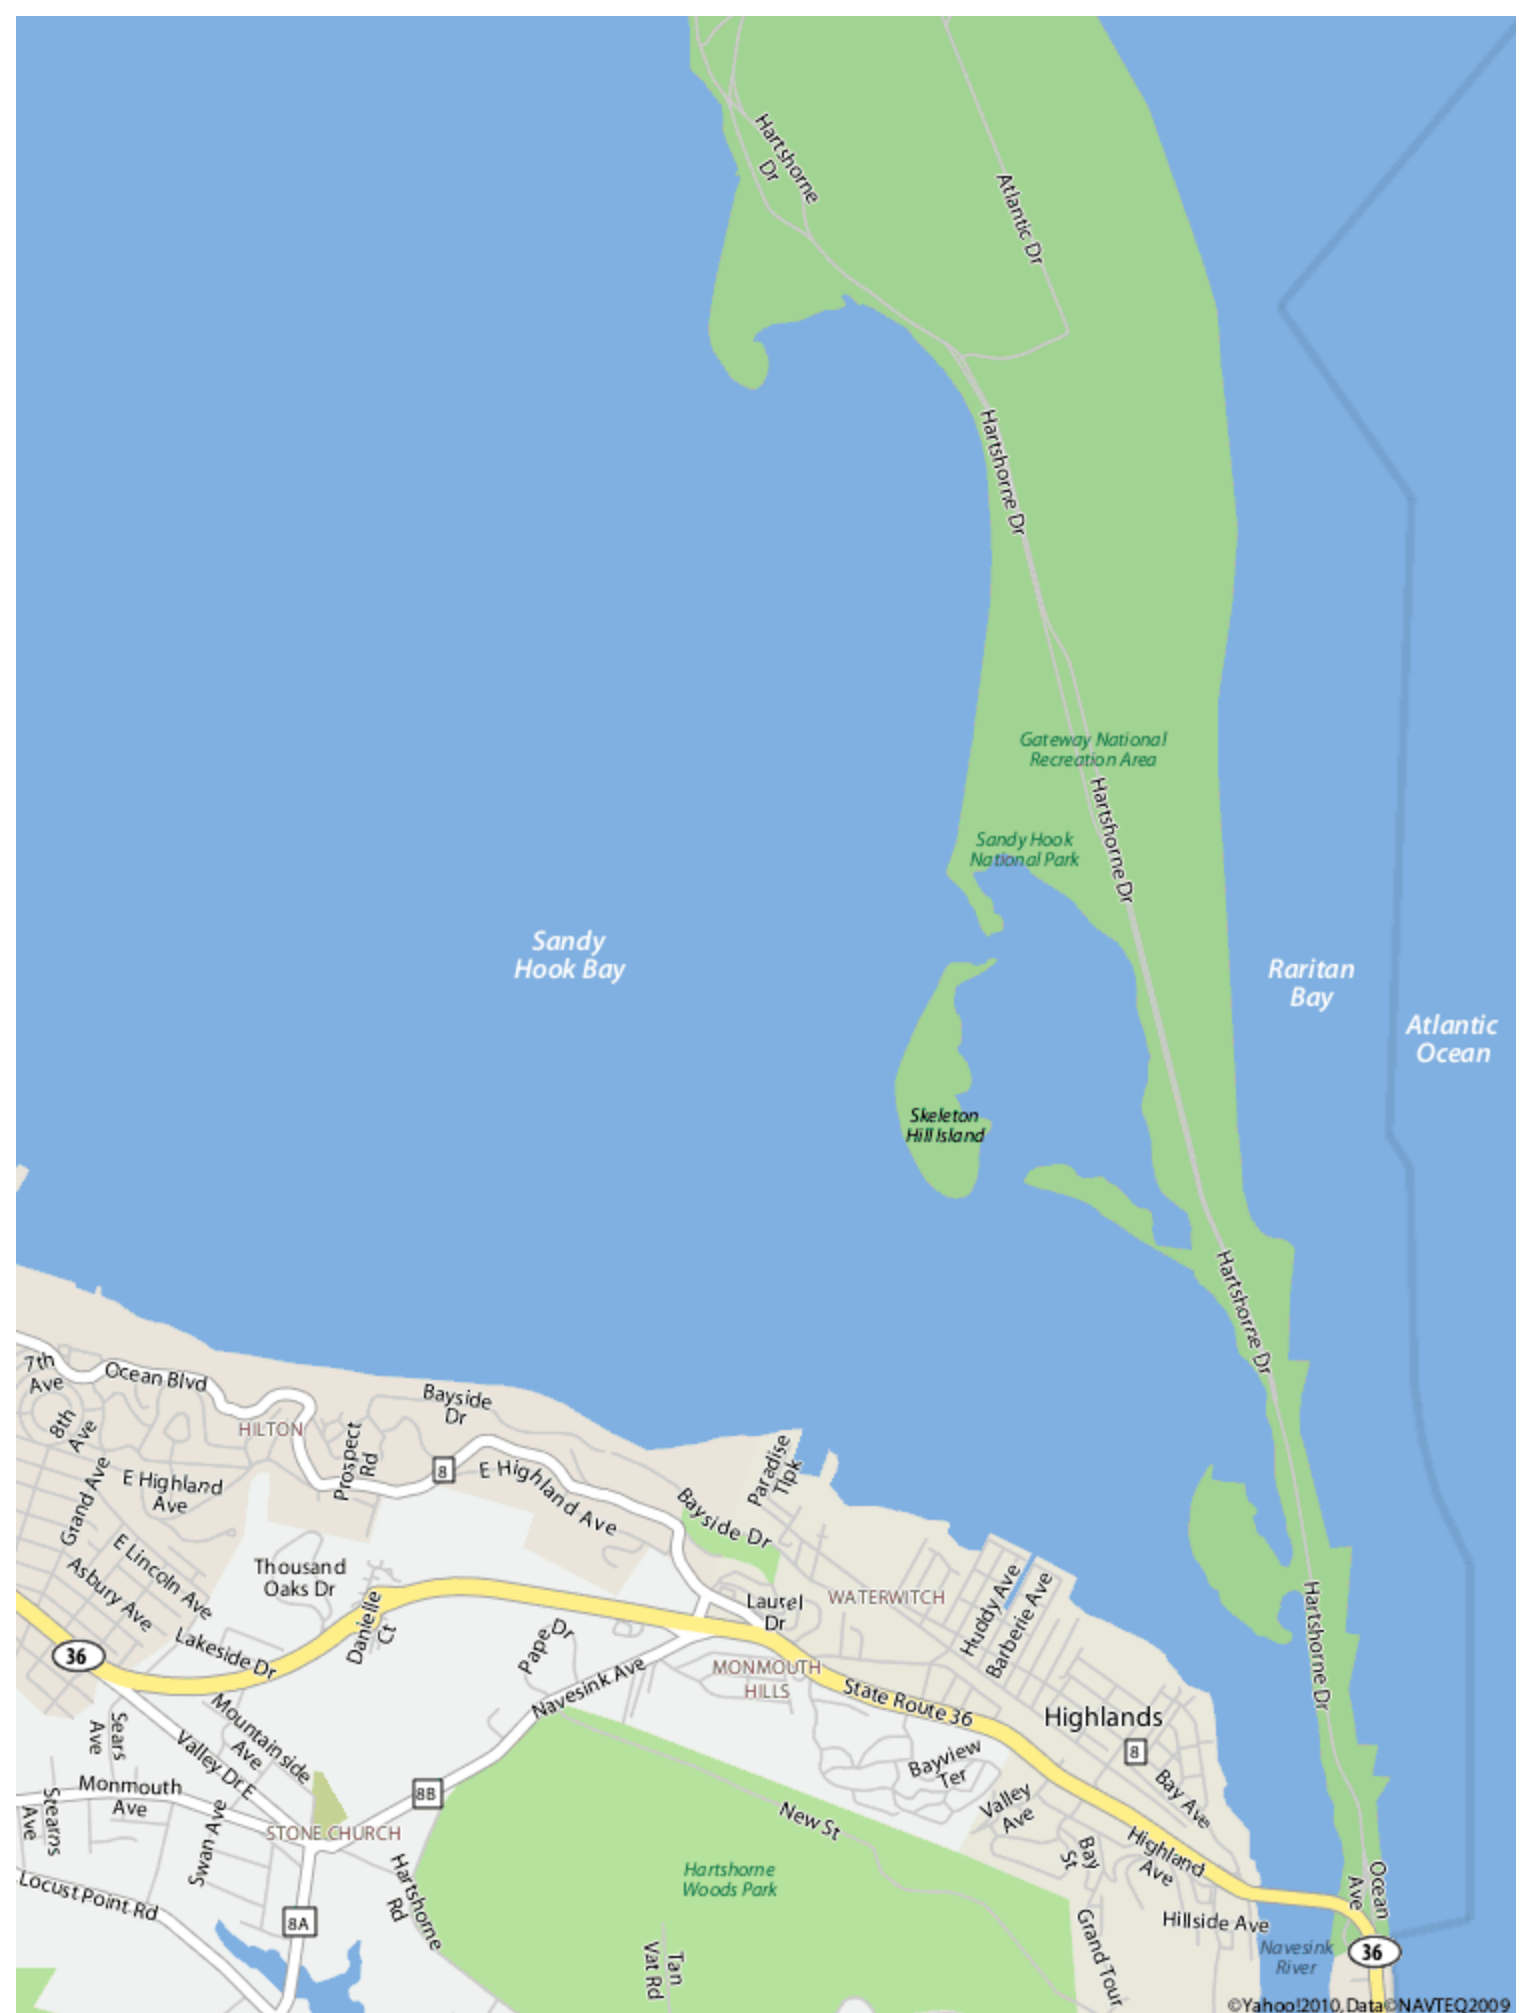 Hartshorne
Dr
Atlantic Dr
Hartshorne Dr
Gateway National
Recreation Area
Hartshorne Dr
Sandy Hook
National Park
Sandy
Hook Bay
Raritan
Bay
Atlantic
Ocean
Skeleton
Hill Island
Hartshorne Dr
7th
Ave
Ocean Blvd
Bayside
Dr
8th
Ave
HILTON
Prospect
Rd
8
E Highland Ave
Paradise
Tlpk
E Highland
Ave
Grand Ave
Bayside Dr
E Lincoln Ave
Asbury Ave
Thousand
Oaks Dr
Laurel
Dr
WATERWITCH
Huddy Ave
Barberie Ave
Hartshorne Dr
Danielle
Ct
Lakeside Dr
36
Pape Dr
Navesink Ave
MONMOUTH
HILLS
State Route 36
Highlands
8
Mountainside
Ave
Sears
Ave
Valley Dr E
Bayview
Ter
Bay Ave
Valley
Ave
Monmouth
Ave
8B
Stearns
Ave
Swan Ave
STONE CHURCH
New St
Highland
Ave
Bay
St
Hartshorne
Woods Park
Hartshorne
Rd
Locust Point Rd
8A
Ocean
Ave
Hillside Ave
Grand Tour
Navesink
River
36
Tan
Vat Rd
©Yahoo!2010, Data©NAVTEQ2009